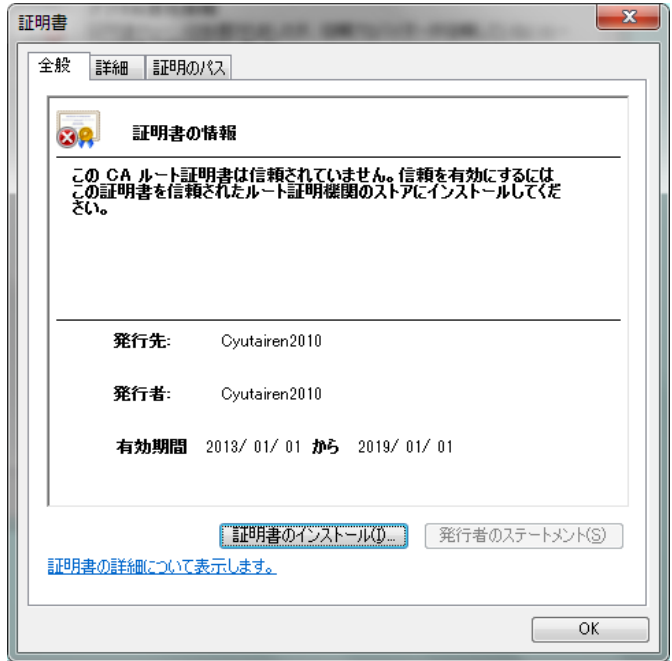 証明書
全般 詳細 証明のパス
証明書の情報
この CA ルート証明書は信頼されていません。信頼を有効にするには
この証明書を信頼されたルート証明機関のストアにインストールしてくだ
さい。
発行先: Cyutairen2010
発行者: Cyutairen2010
有効期間 2013/ 01/ 01 から 2019/ 01/ 01
証明書のインストール(I)... 発行者のステートメント(S)
証明書の詳細について表示します。
OK